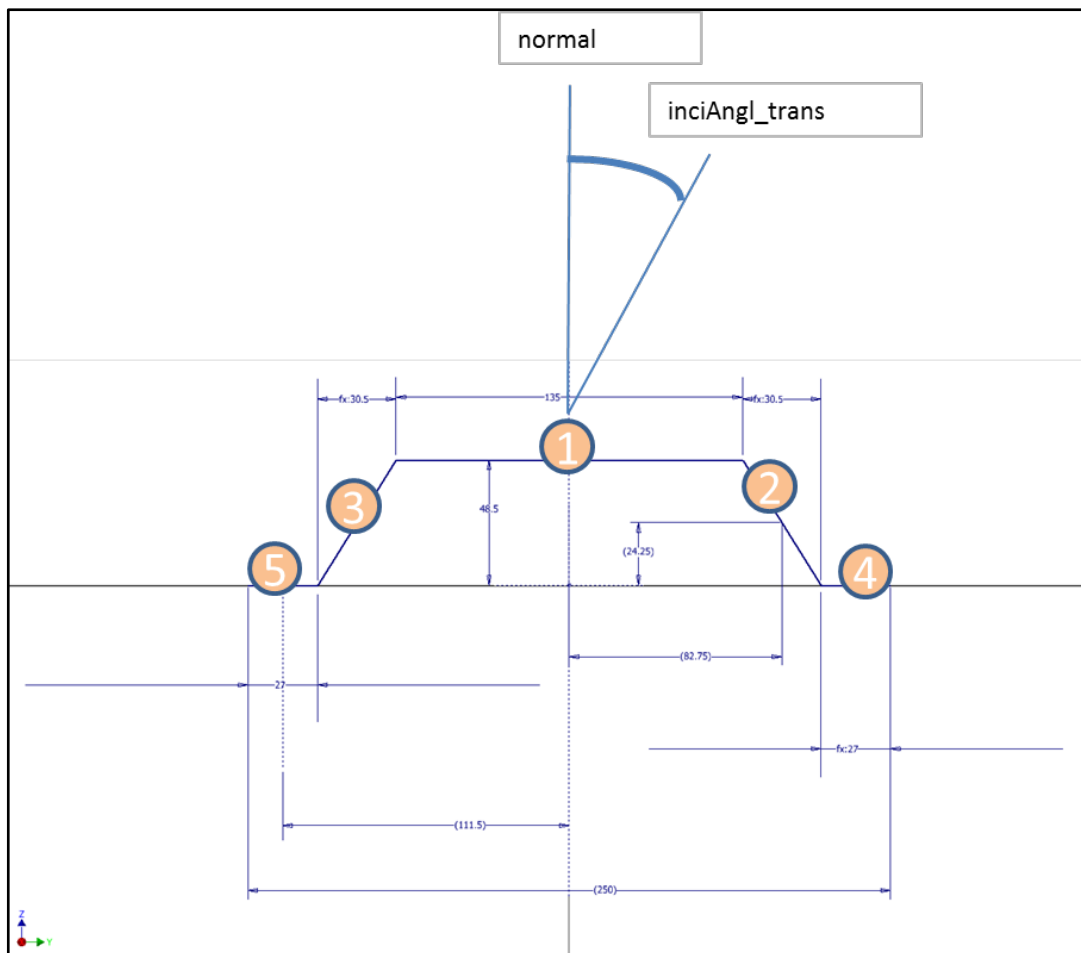 normal
inciAngl_trans
fx:30.5
135
fx:30.5
1
2
3
48.5
(24.25)
5
4
(82.75)
27
fx:27
(111.5)
(250)
Z
Y